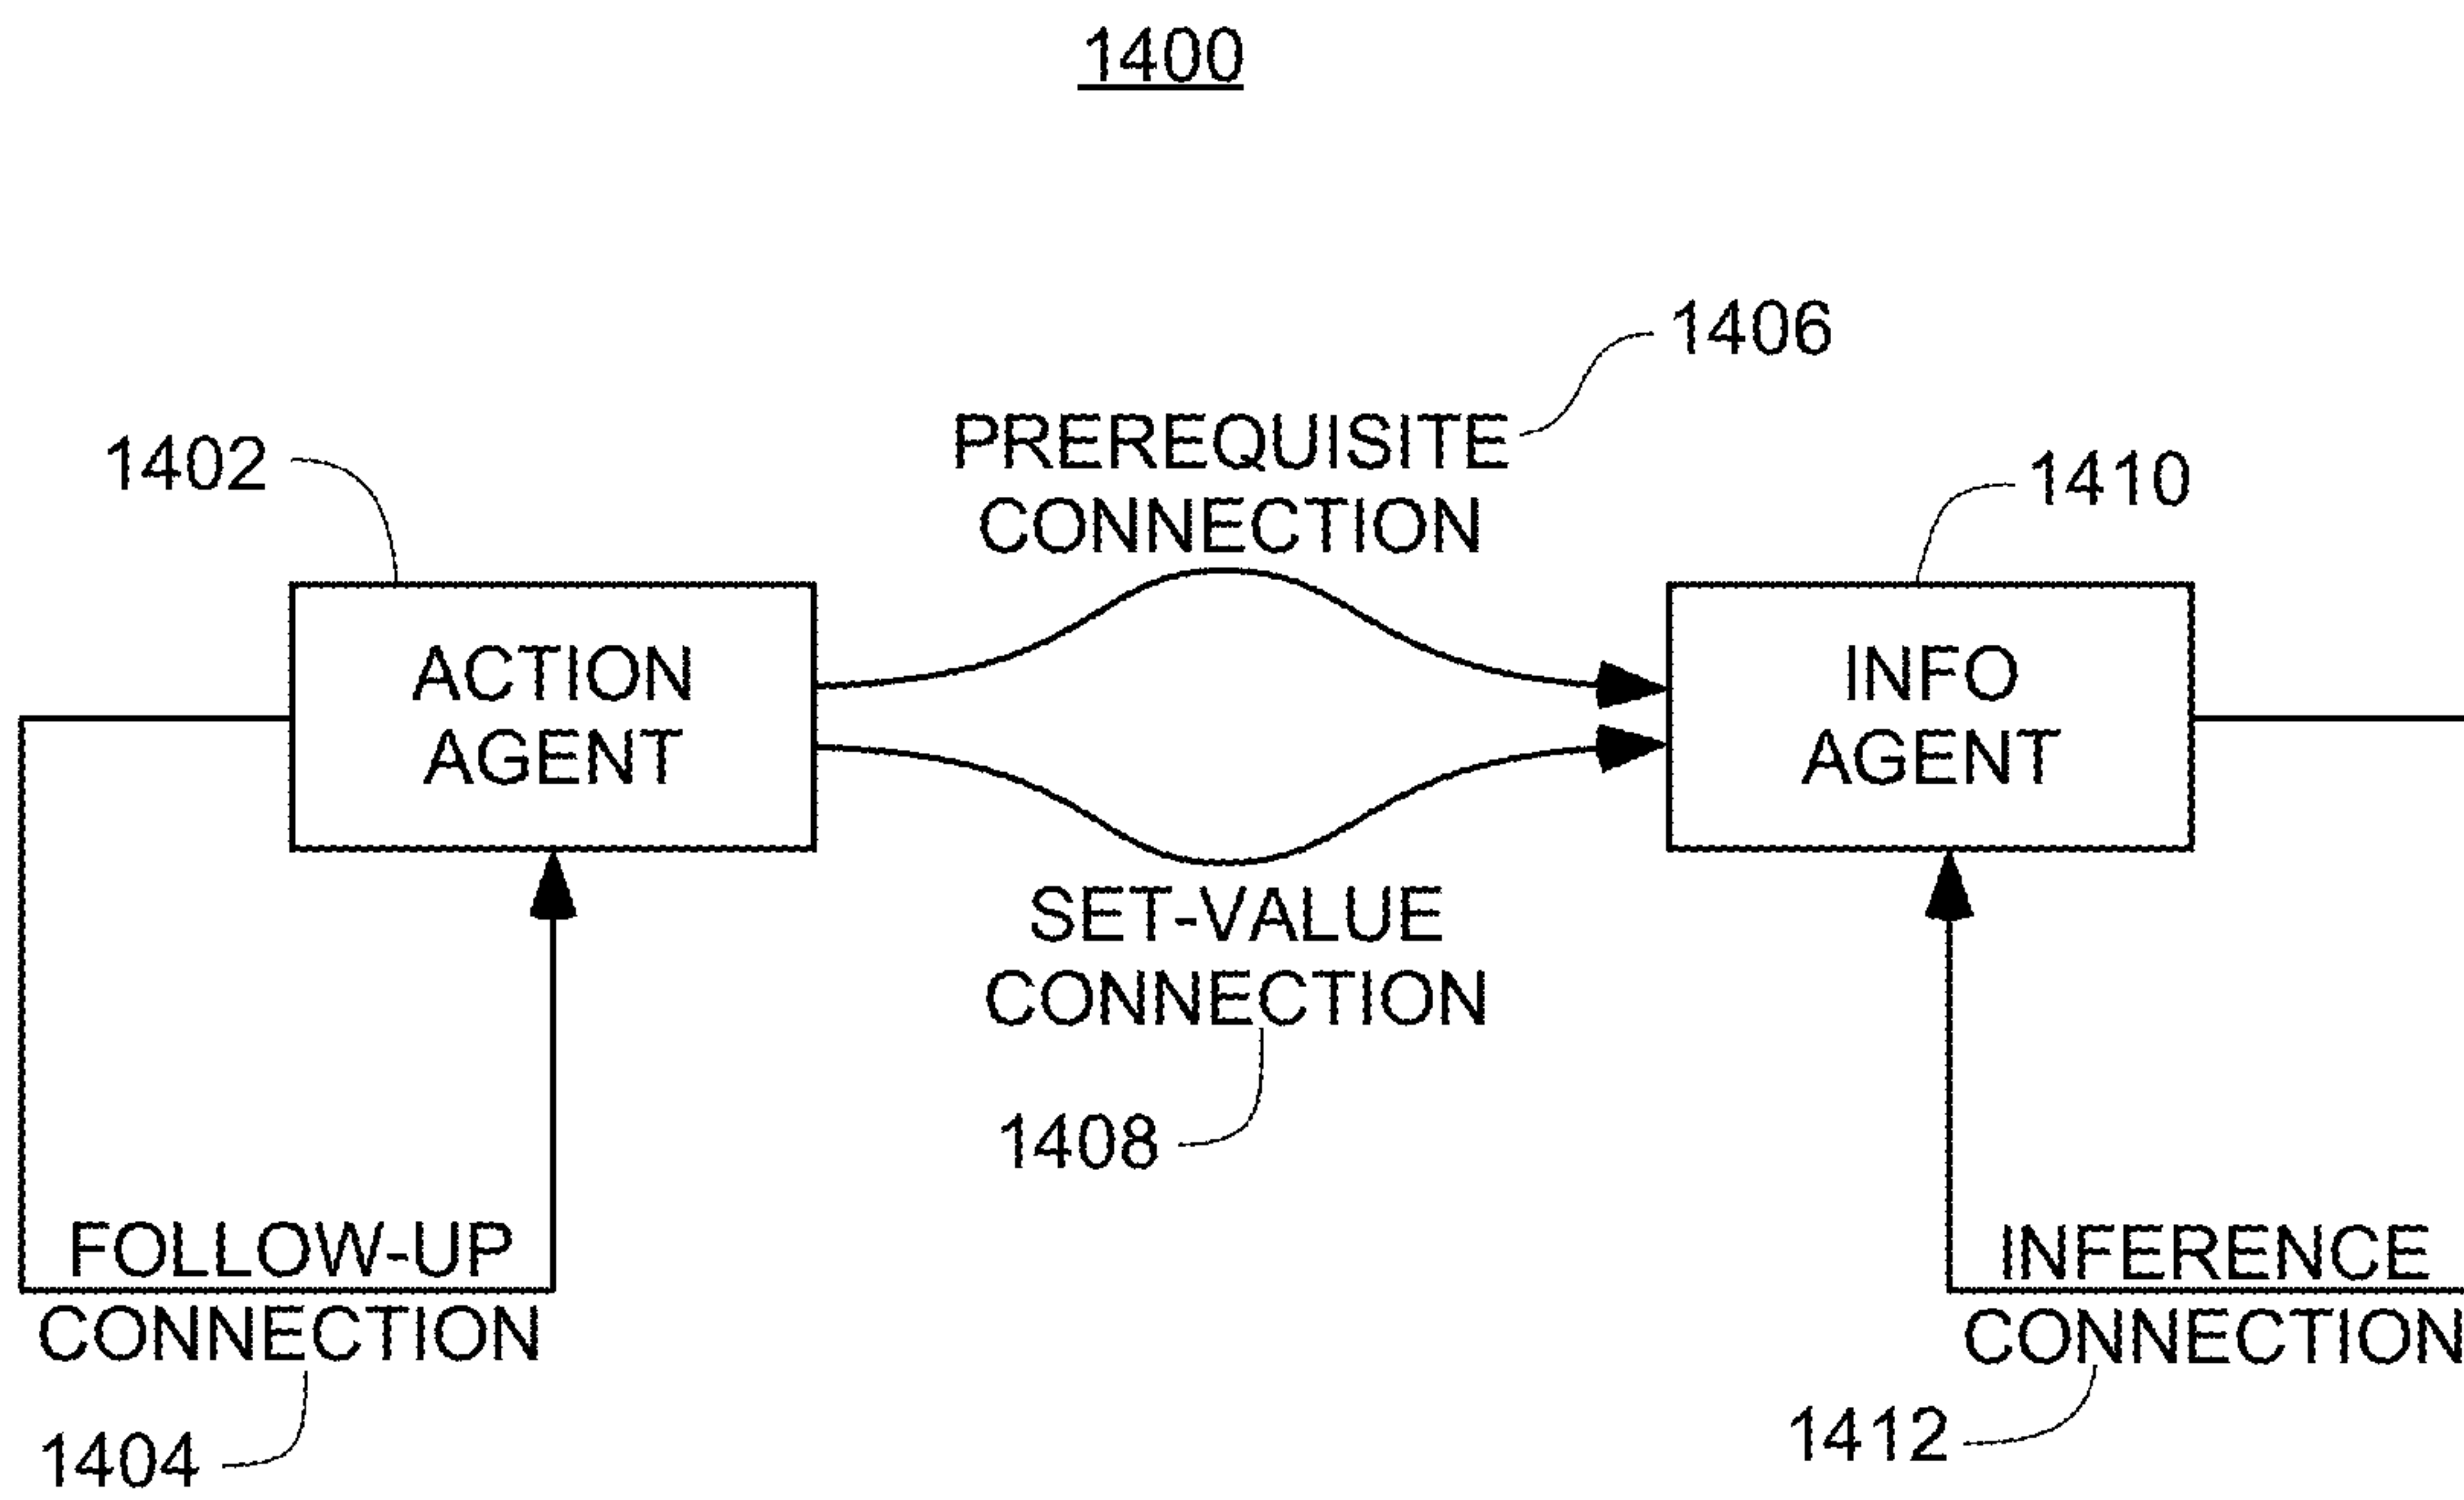 1400
1406
PREREQUISITE
CONNECTION
1402
1410
ACTION
AGENT
INFO
AGENT
SET-VALUE
CONNECTION
1408
FOLLOW-UP
CONNECTION
1404
INFERENCE
CONNECTION
1412